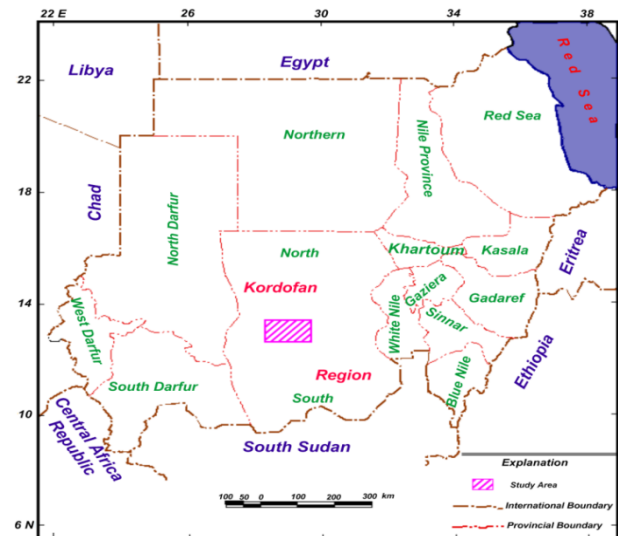 22 E
26
28
30
34
36
38
22
18
14
10
6 N
Libya
Egypt
Red Sea
Red Sea
Northern
Nile Province
Chad
North Darfur
North
Khartoum
Kasala
Eritrea
Kordofan
Gaziera
Gadaref
West Darfur
White Nile
Sinnar
Region
Ethiopia
South Darfur
South
Blue Nile
Central Africa
Republic
South Sudan
Explanation
Study Area
100 50 0 100 200 300 km
International Boundary
Provincial Boundary